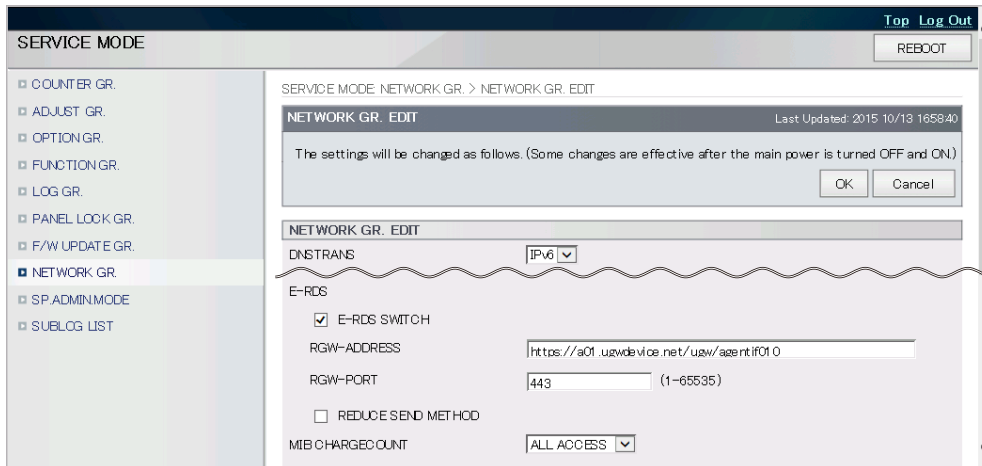 Top Log Out
SERVICE MODE
REBOOT
COUNTER GR.
ADJUST GR.
OPTION GR.
FUNCTION GR.
LOG GR.
PANEL LOCK GR.
F/W UPDATE GR.
NETWORK GR.
SP.ADMIN.MODE
SUBLOG LIST
SERVICE MODE: NETWORK GR. > NETWORK GR. EDIT
NETWORK GR. EDIT Last Updated: 2015 10/13 16:58:40
The settings will be changed as follows. (Some changes are effective after the main power is turned OFF and ON.)
OK Cancel
NETWORK GR. EDIT
DNSTRANS IPv6
E-RDS
E-RDS SWITCH
RGW-ADDRESS https://a01.ugwdevice.net/ugw/agentif010
RGW-PORT 443 (1-65535)
REDUCE SEND METHOD
MIB CHARGECOUNT ALL ACCESS